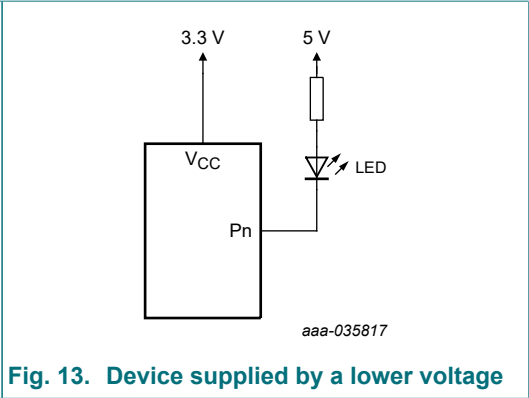 3.3 V
5 V
VCC
LED
Pn
aaa-035817
Fig. 13. Device supplied by a lower voltage